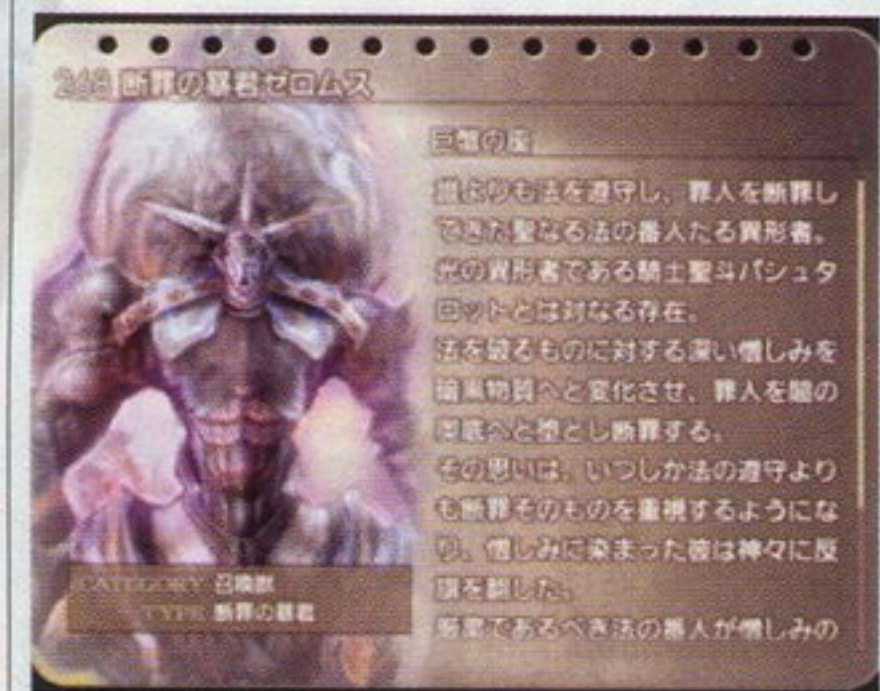 268 断罪の暴君ゼロムス
巨蟹の座
誰よりも法を遵守し、罪人を断罪し
てきた聖なる法の番人たる異形者。
光の異形者である騎士聖斗バシュタ
ロットとは対なる存在。
法を破るものに対する深い憎しみを
暗黒物質へと変化させ、罪人を闇の
奥底へと堕とし断罪する。
その思いは、いつしか法の遵守より
も断罪そのものを重視するようにな
り、憎しみに染まった彼は神々に反
旗を翻した。
厳粛であるべき法の番人が憎しみの
CATEGORY 召喚獣
TYPE 断罪の暴君